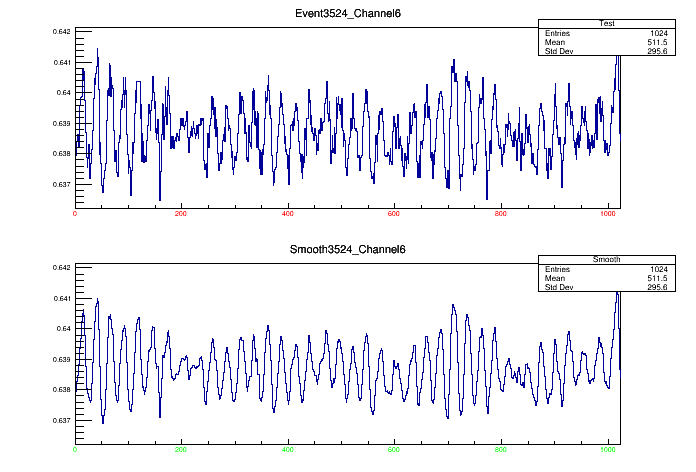 Event3524_Channel6
Test
Entries 1024
Mean 511.5
Std Dev 295.6
0.642
0.641
0.64
0.639
0.638
0.637
0 200 400 600 800 1000
Smooth3524_Channel6
Smooth
Entries 1024
Mean 511.5
Std Dev 295.6
0.642
0.641
0.64
0.639
0.638
0.637
0 200 400 600 800 1000